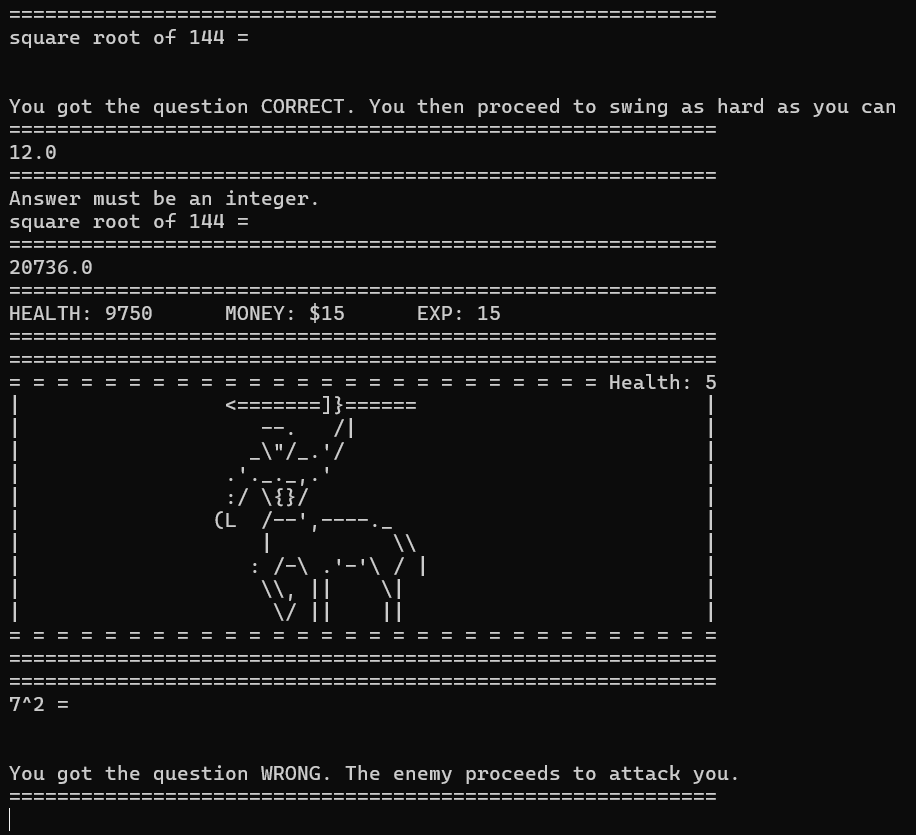 ===========================================================
square root of 144 =
You got the question CORRECT. You then proceed to swing as hard as you can
===========================================================
12.0
===========================================================
Answer must be an integer.
square root of 144 =
===========================================================
20736.0
===========================================================
HEALTH: 9750      MONEY: $15      EXP: 15
===========================================================
===========================================================
= = = = = = = = = = = = = = = = = = = = = = = = = Health: 5
|                 <=======]}======                        |
|                    --.   /|                             |
|                   _\"/_.'/                              |
|                 .'._._,.'                               |
|                 :/ \{}/                                 |
|                (L  /--',----._                          |
|                    |          \\                        |
|                   : /-\ .'-'\ / |                       |
|                    \\, ||    \|                         |
|                     \/ ||    ||                         |
= = = = = = = = = = = = = = = = = = = = = = = = = = = = = =
===========================================================
===========================================================
7^2 =
You got the question WRONG. The enemy proceeds to attack you.
===========================================================